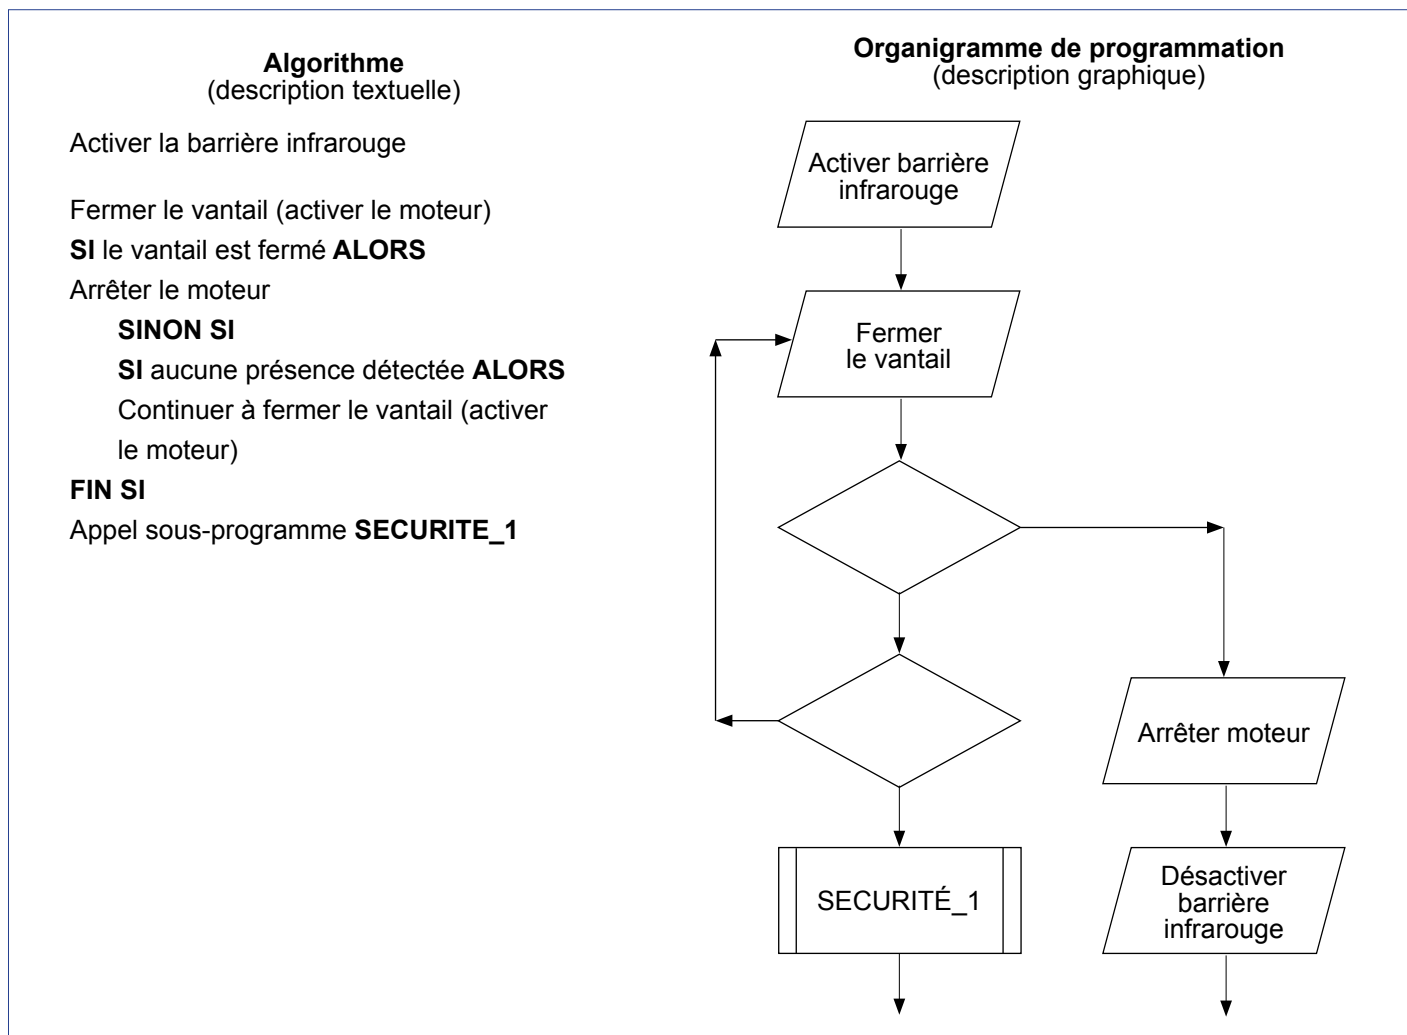 Algorithme
(description textuelle)
Activer la barrière infrarouge
Fermer le vantail (activer le moteur)
SI le vantail est fermé ALORS
Arrêter le moteur
SINON SI
SI aucune présence détectée ALORS
Continuer à fermer le vantail (activer
le moteur)
FIN SI
Appel sous-programme SECURITE_1
Organigramme de programmation
(description graphique)
Activer barrière
infrarouge
Fermer
le vantail
Arrêter moteur
SECURITÉ_1
Désactiver
barrière
infrarouge